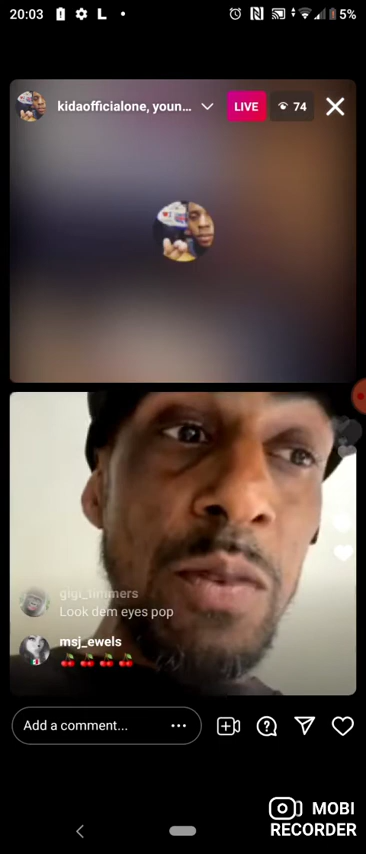 20:03
L
5%
kidaofficialone, youn...
LIVE
74
gigi_timmers
Look dem eyes pop
msj_ewels
🍒 🍒 🍒 🍒
Add a comment...
MOBI
RECORDER